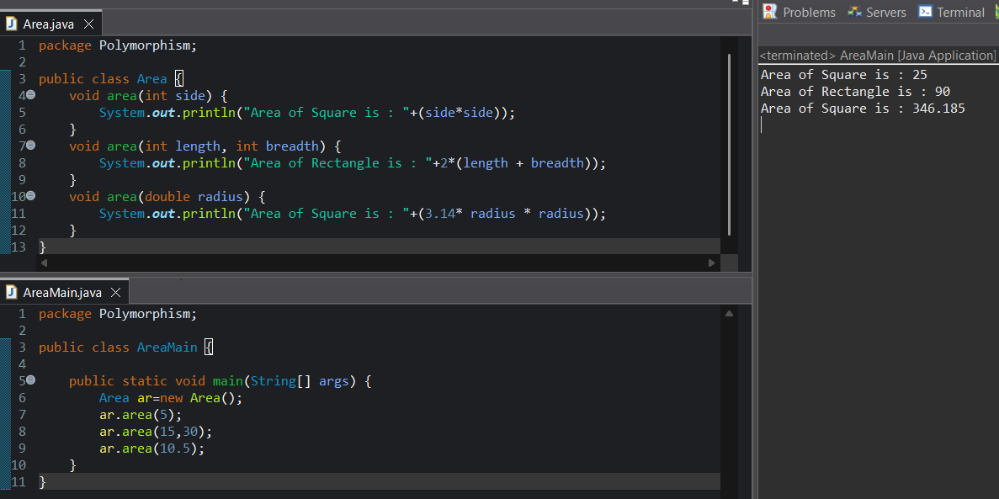 Area.java
1 package Polymorphism;
2
3 public class Area {
4 void area(int side) {
5 System.out.println("Area of Square is : "+(side*side));
6 }
7 void area(int length, int breadth) {
8 System.out.println("Area of Rectangle is : "+2*(length + breadth));
9 }
10 void area(double radius) {
11 System.out.println("Area of Square is : "+(3.14* radius * radius));
12 }
13 }
AreaMain.java
1 package Polymorphism;
2
3 public class AreaMain {
4
5 public static void main(String[] args) {
6 Area ar=new Area();
7 ar.area(5);
8 ar.area(15,30);
9 ar.area(10.5);
10 }
11 }
Problems Servers Terminal
<terminated> AreaMain [Java Application]
Area of Square is : 25
Area of Rectangle is : 90
Area of Square is : 346.185